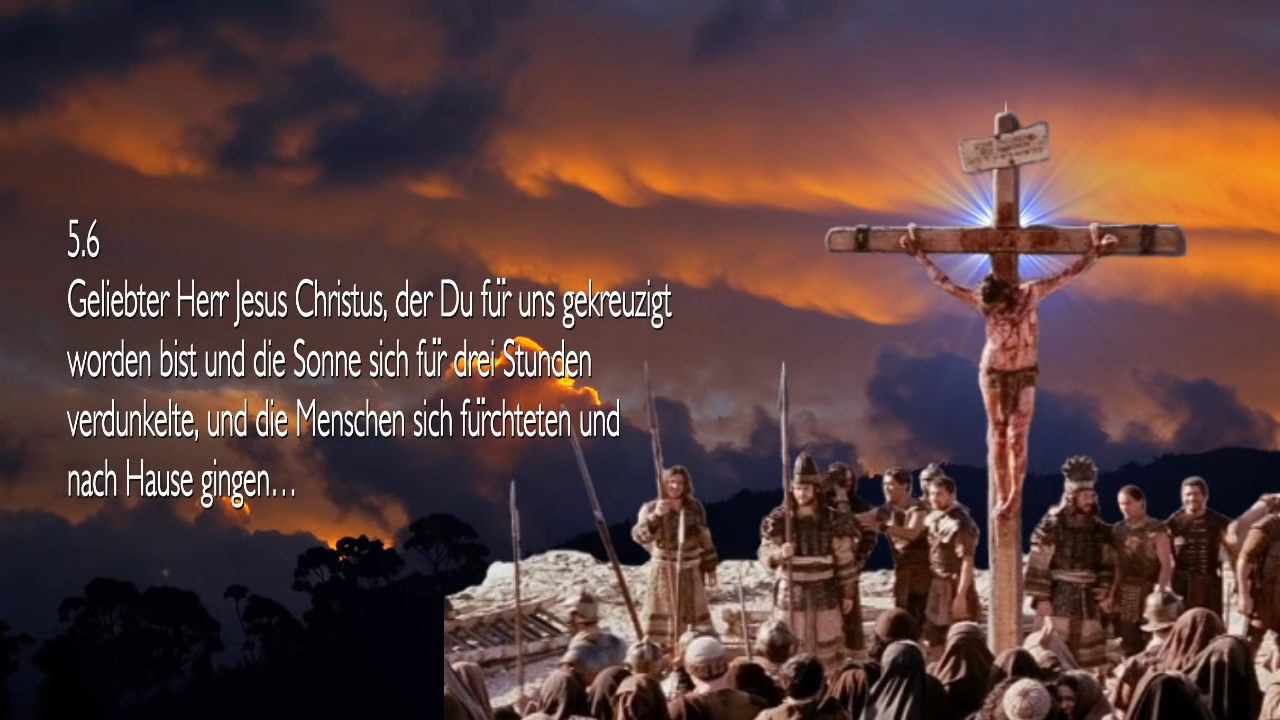 5.6
Geliebter Herr Jesus Christus, der Du für uns gekreuzigt
worden bist und die Sonne sich für drei Stunden
verdunkelte, und die Menschen sich fürchteten und
nach Hause gingen…